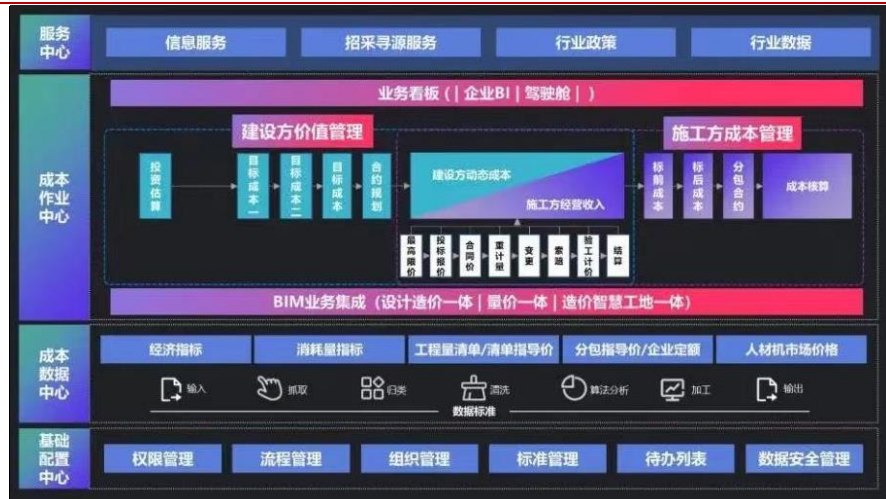 服务
中心
信息服务
招采寻源服务
行业政策
行业数据
成本
作业
中心
业务看板 (| 企业BI | 驾驶舱 | )
建设方价值管理
施工方成本管理
投资估算
目标成本一
目标成本二
目标成本
合约规划
建设方动态成本
施工方经营收入
标前成本
标后成本
分包合约
成本核算
最高限价
投标报价
合同价
重计量
变更
索赔
验工计价
结算
BIM业务集成（设计造价一体 | 量价一体 | 造价智慧工地一体）
成本
数据
中心
经济指标
消耗量指标
工程量清单/清单指导价
分包指导价/企业定额
人材机市场价格
输入
抓取
归类
清洗
算法分析
加工
输出
数据标准
基础
配置
中心
权限管理
流程管理
组织管理
标准管理
待办列表
数据安全管理